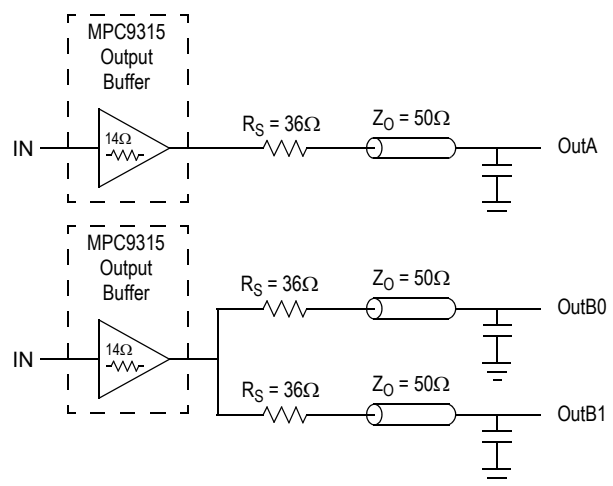 MPC9315
Output
Buffer
IN
14Ω
R_S = 36Ω
Z_O = 50Ω
OutA
MPC9315
Output
Buffer
IN
14Ω
R_S = 36Ω
Z_O = 50Ω
OutB0
R_S = 36Ω
Z_O = 50Ω
OutB1